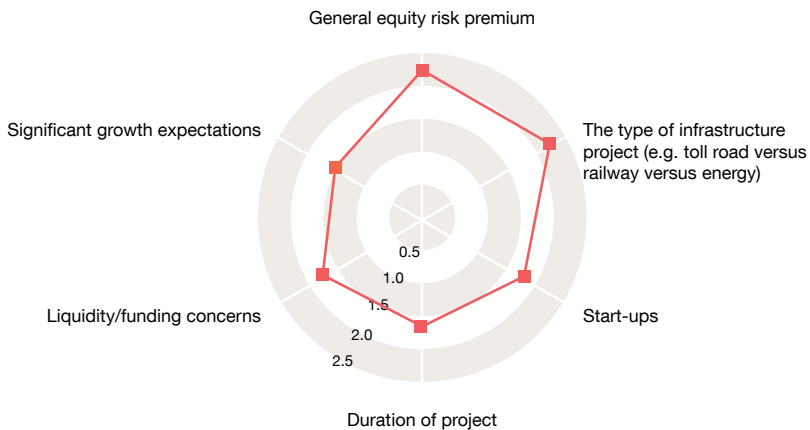 General equity risk premium
Significant growth expectations
The type of infrastructure
project (e.g. toll road versus
railway versus energy)
0.5
1.0
1.5
2.0
2.5
Liquidity/funding concerns
Start-ups
Duration of project